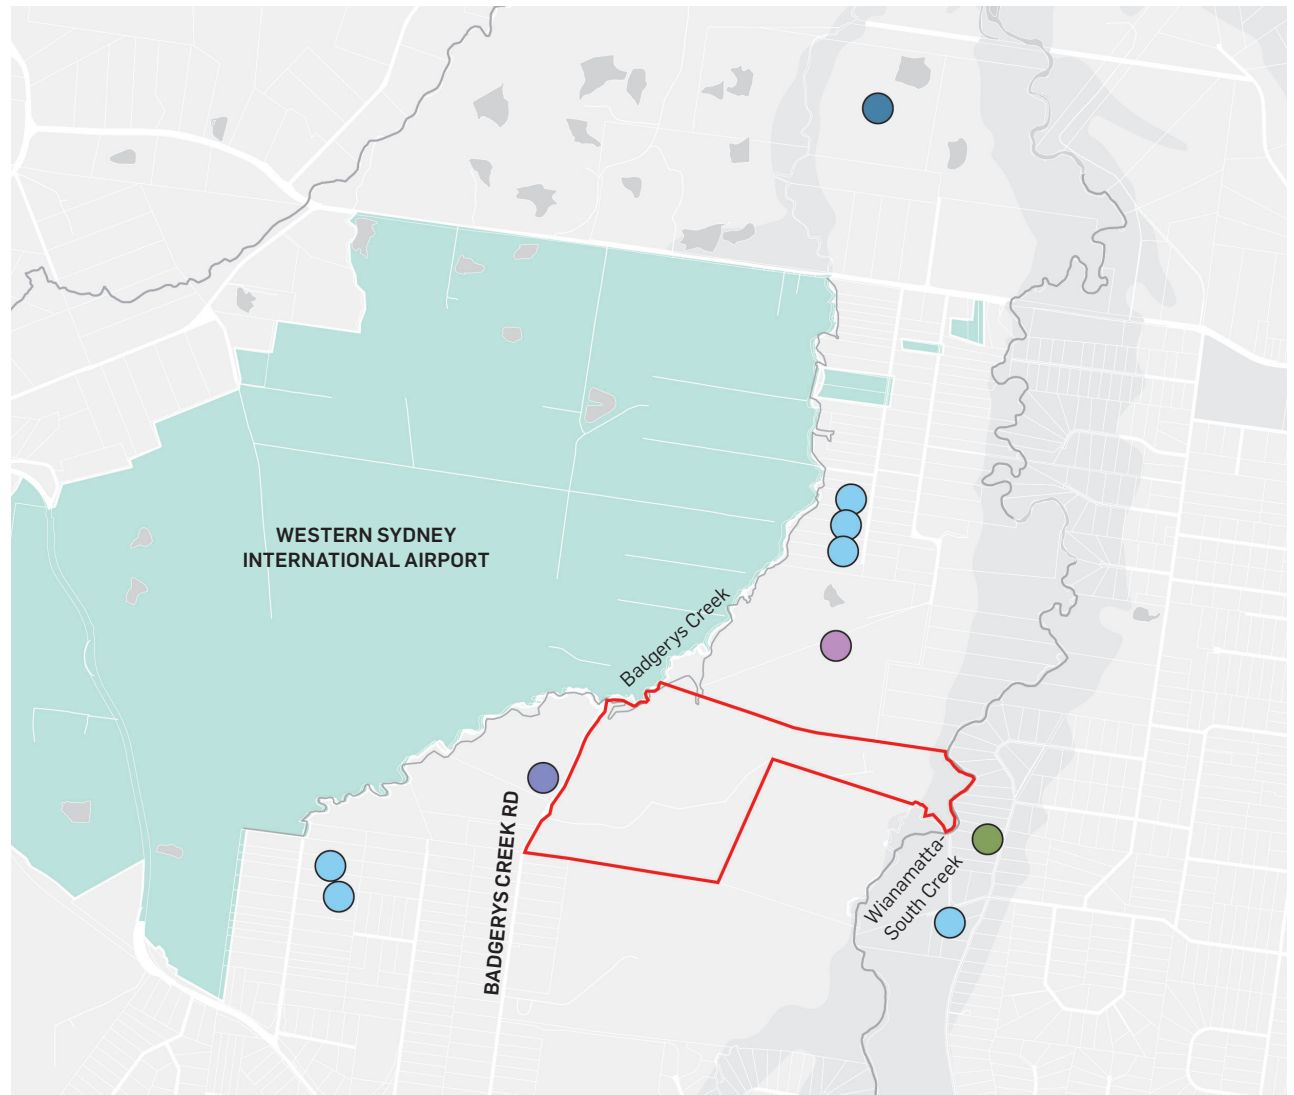 WESTERN SYDNEY
INTERNATIONAL AIRPORT
Badgerys Creek
BADGERYS CREEK RD
Wianamatta-
South Creek